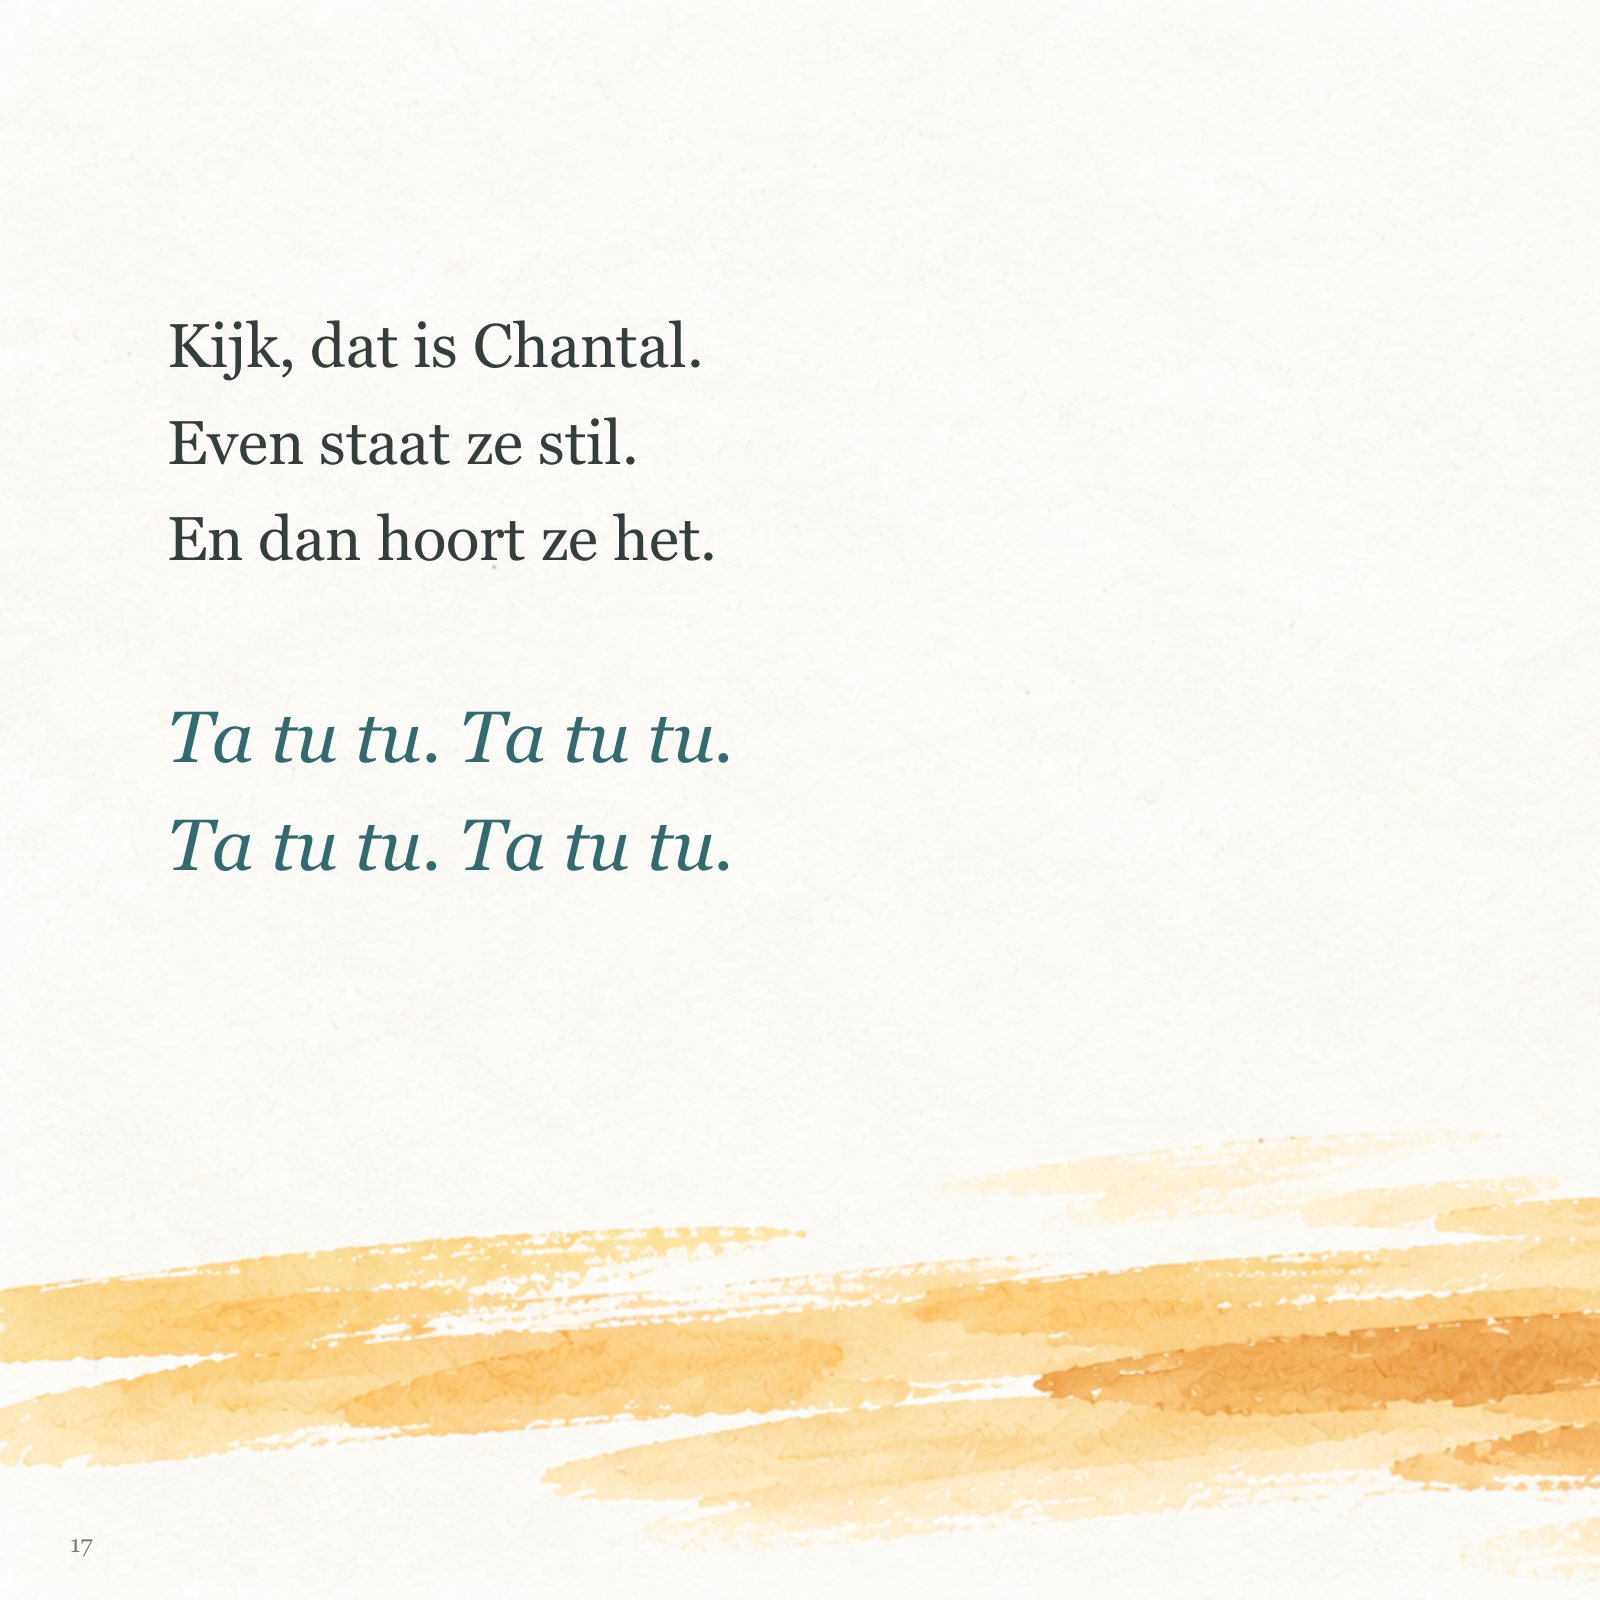 Kijk, dat is Chantal.
Even staat ze stil.
En dan hoort ze het.
Ta tu tu. Ta tu tu.
Ta tu tu. Ta tu tu.
17